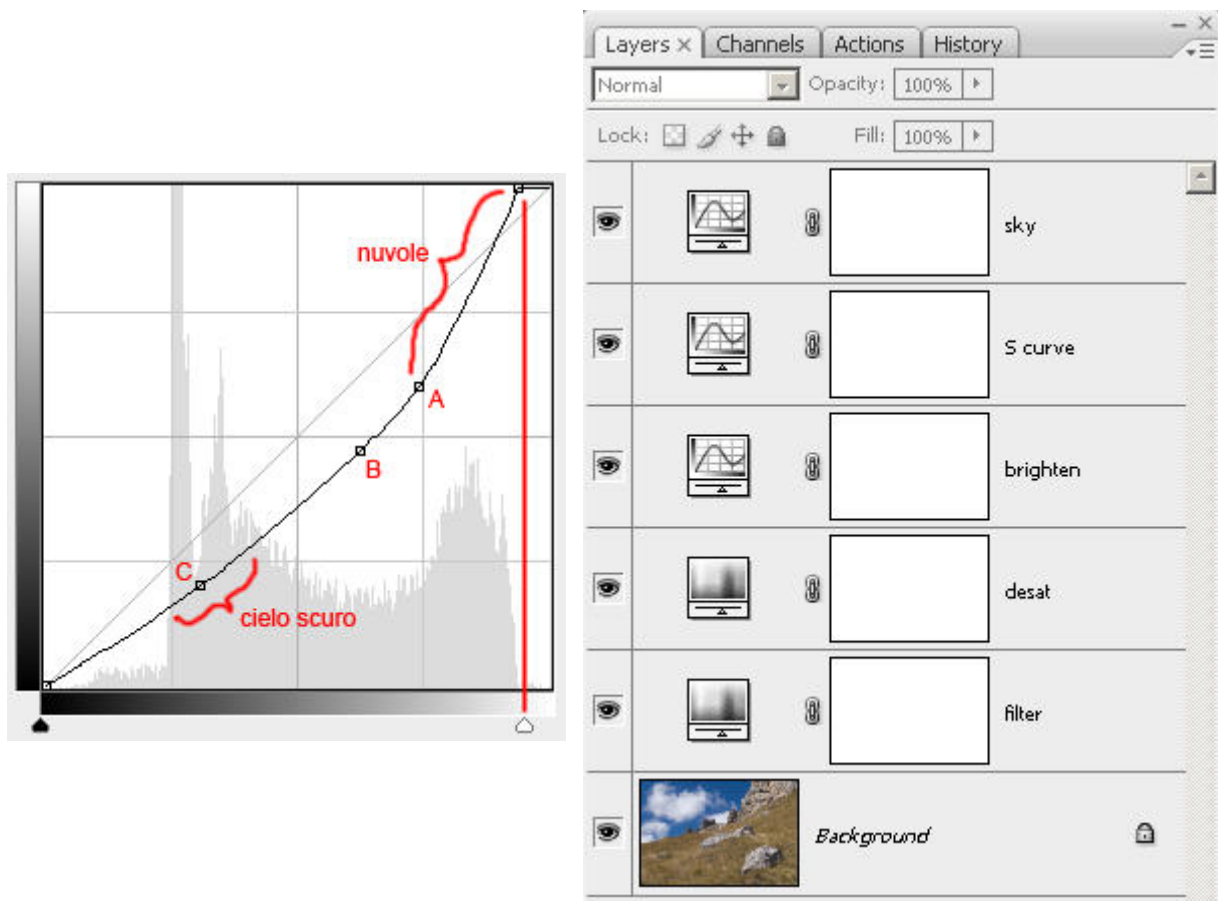 nuvole
A
B
C
cielo scuro
Layers × Channels Actions History
Normal Opacity: 100%
Lock: Fill: 100%
sky
S curve
brighten
desat
filter
Background